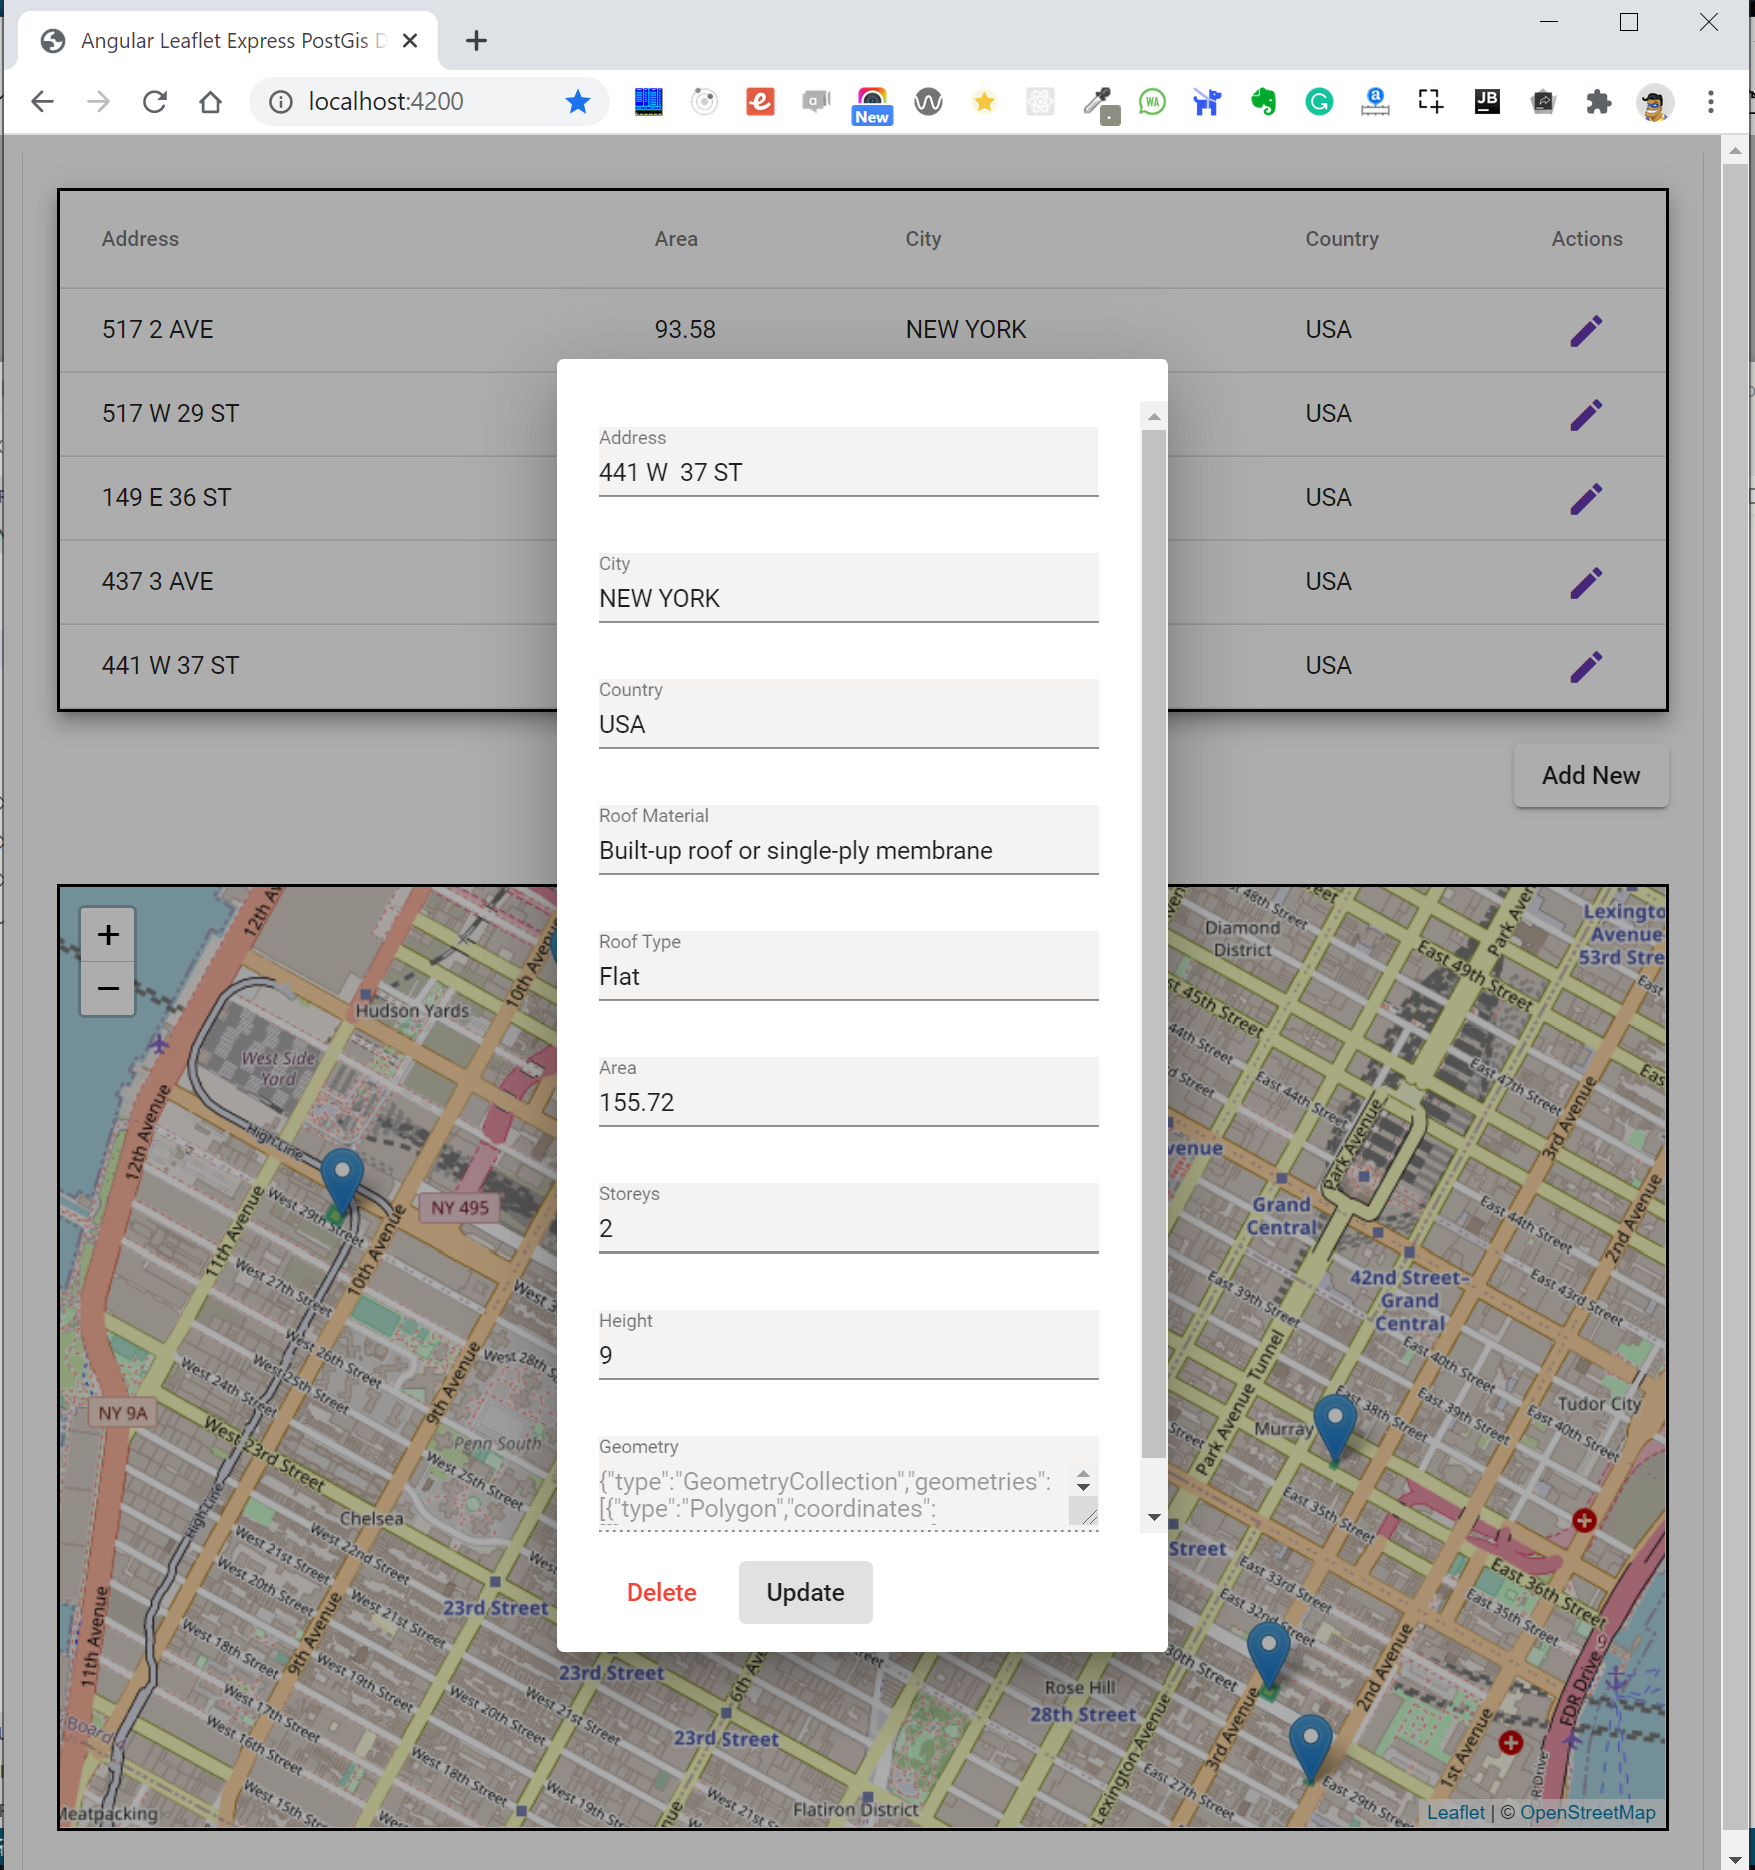 Angular Leaflet Express PostGis
localhost:4200
New
Address Area City Country Actions
517 2 AVE 93.58 NEW YORK USA
517 W 29 ST USA
149 E 36 ST USA
437 3 AVE USA
441 W 37 ST USA
Add New
Address
441 W  37 ST
City
NEW YORK
Country
USA
Roof Material
Built-up roof or single-ply membrane
Roof Type
Flat
Area
155.72
Storeys
2
Height
9
Geometry
{"type":"GeometryCollection","geometries":
[{"type":"Polygon","coordinates":
Delete Update
+
−
12th Av
10th Aven
Hudson Yards
West Side
Yard
12th Avenue
High Line
West 29th Street
NY 495
11th Avenue
10th Avenue
West 27th Street
West 26th Street
West 28th
West 25th Street
West 24th Street
9th Avenue
NY 9A
West 23rd Street
Penn South
West 25th Street
High Line
Chelsea
West 22nd Street
West 21st Street
West 20th Street
23rd Street
West 21st Street
11th Avenue
West 18th Street
9th Avenue
West 19th Street
West 17th Street
West 20th Street
West 21st Street
West 16th Street
West 18th Street
West 15th Street
West 19th Street
Meatpacking
23rd Street
6th Av
23rd Street
West 21st S
Flatiron District
Rose Hill
28th Street
Lexington Avenue
Diamond
District
West 48th Street
Park Aven
Lexingto
Avenue
53rd Stre
East 49th Street
East
st 45th Street
44th Street
East 47th Street
East 44th Street
Park Avenue
3rd Avenue
venue
Grand
Central
East 44th Street
2nd Avenue
42nd Street–
Grand
Central
East 39th Street
East 43rd Street
East 40th Street
Park Avenue Tunnel
Murray
East 38th Street
East 39th Street
East 40th Street
Tudor City
Street
East 35th Street
East 33rd Street
East 36th Street
East 35th Street
East 32nd
30th Street
3rd Avenue
2nd Avenue
East 27th Street
East 29th Street
1st Avenue
FDR Drive
Leaflet | © OpenStreetMap